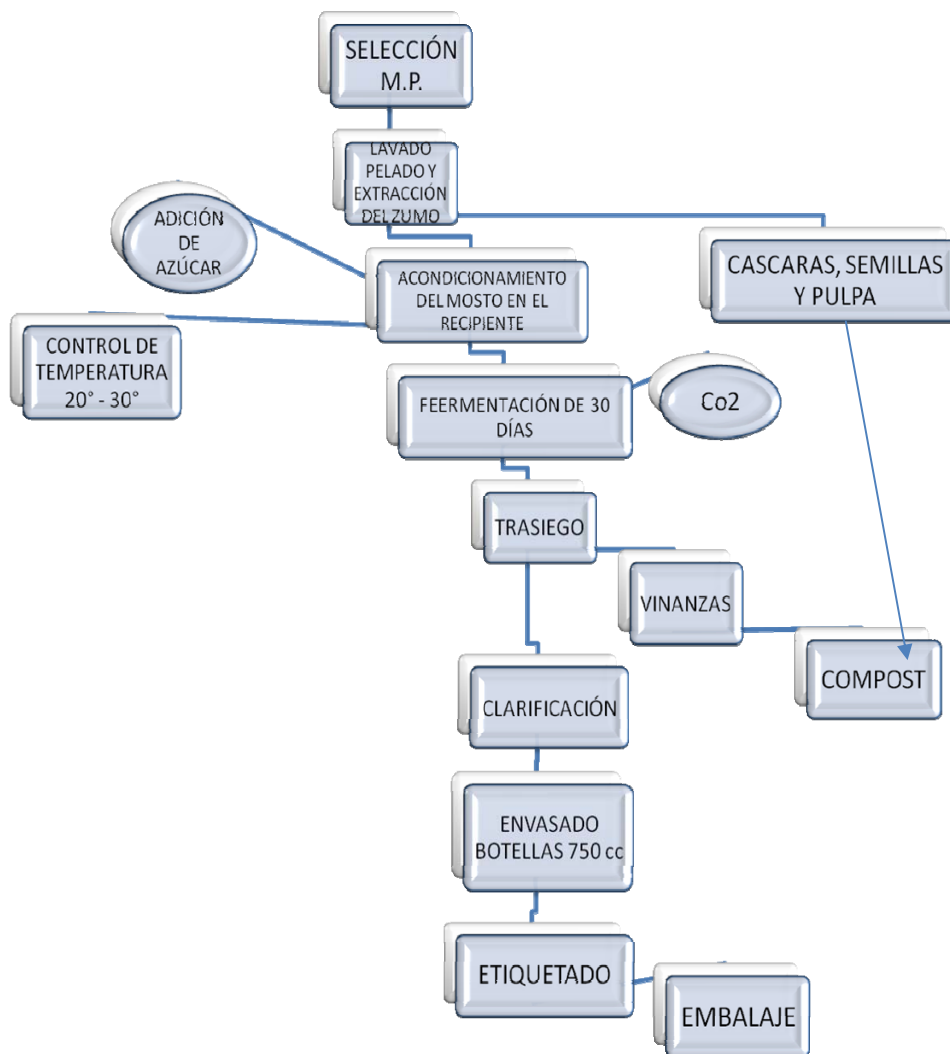 SELECCIÓN
M.P.
LAVADO
PELADO Y
EXTRACCIÓN
DEL ZUMO
ADICIÓN
DE
AZÚCAR
CASCARAS, SEMILLAS
Y PULPA
ACONDICIONAMIENTO
DEL MOSTO EN EL
RECIPIENTE
CONTROL DE
TEMPERATURA
20° - 30°
FEERMENTACIÓN DE 30
DÍAS
Co2
TRASIEGO
VINANZAS
COMPOST
CLARIFICACIÓN
ENVASADO
BOTELLAS 750 cc
ETIQUETADO
EMBALAJE